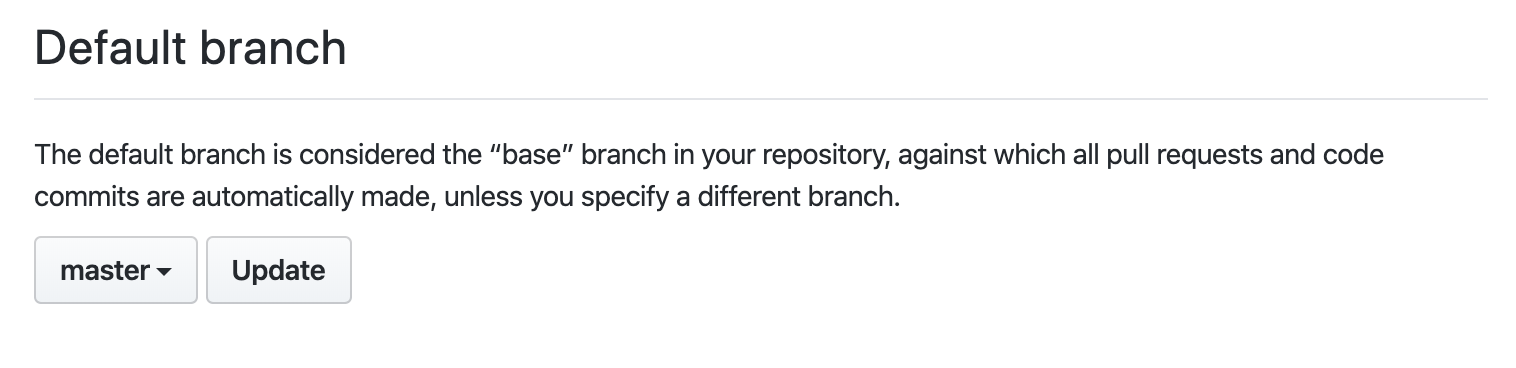 Default branch
The default branch is considered the “base” branch in your repository, against which all pull requests and code
commits are automatically made, unless you specify a different branch.
master Update